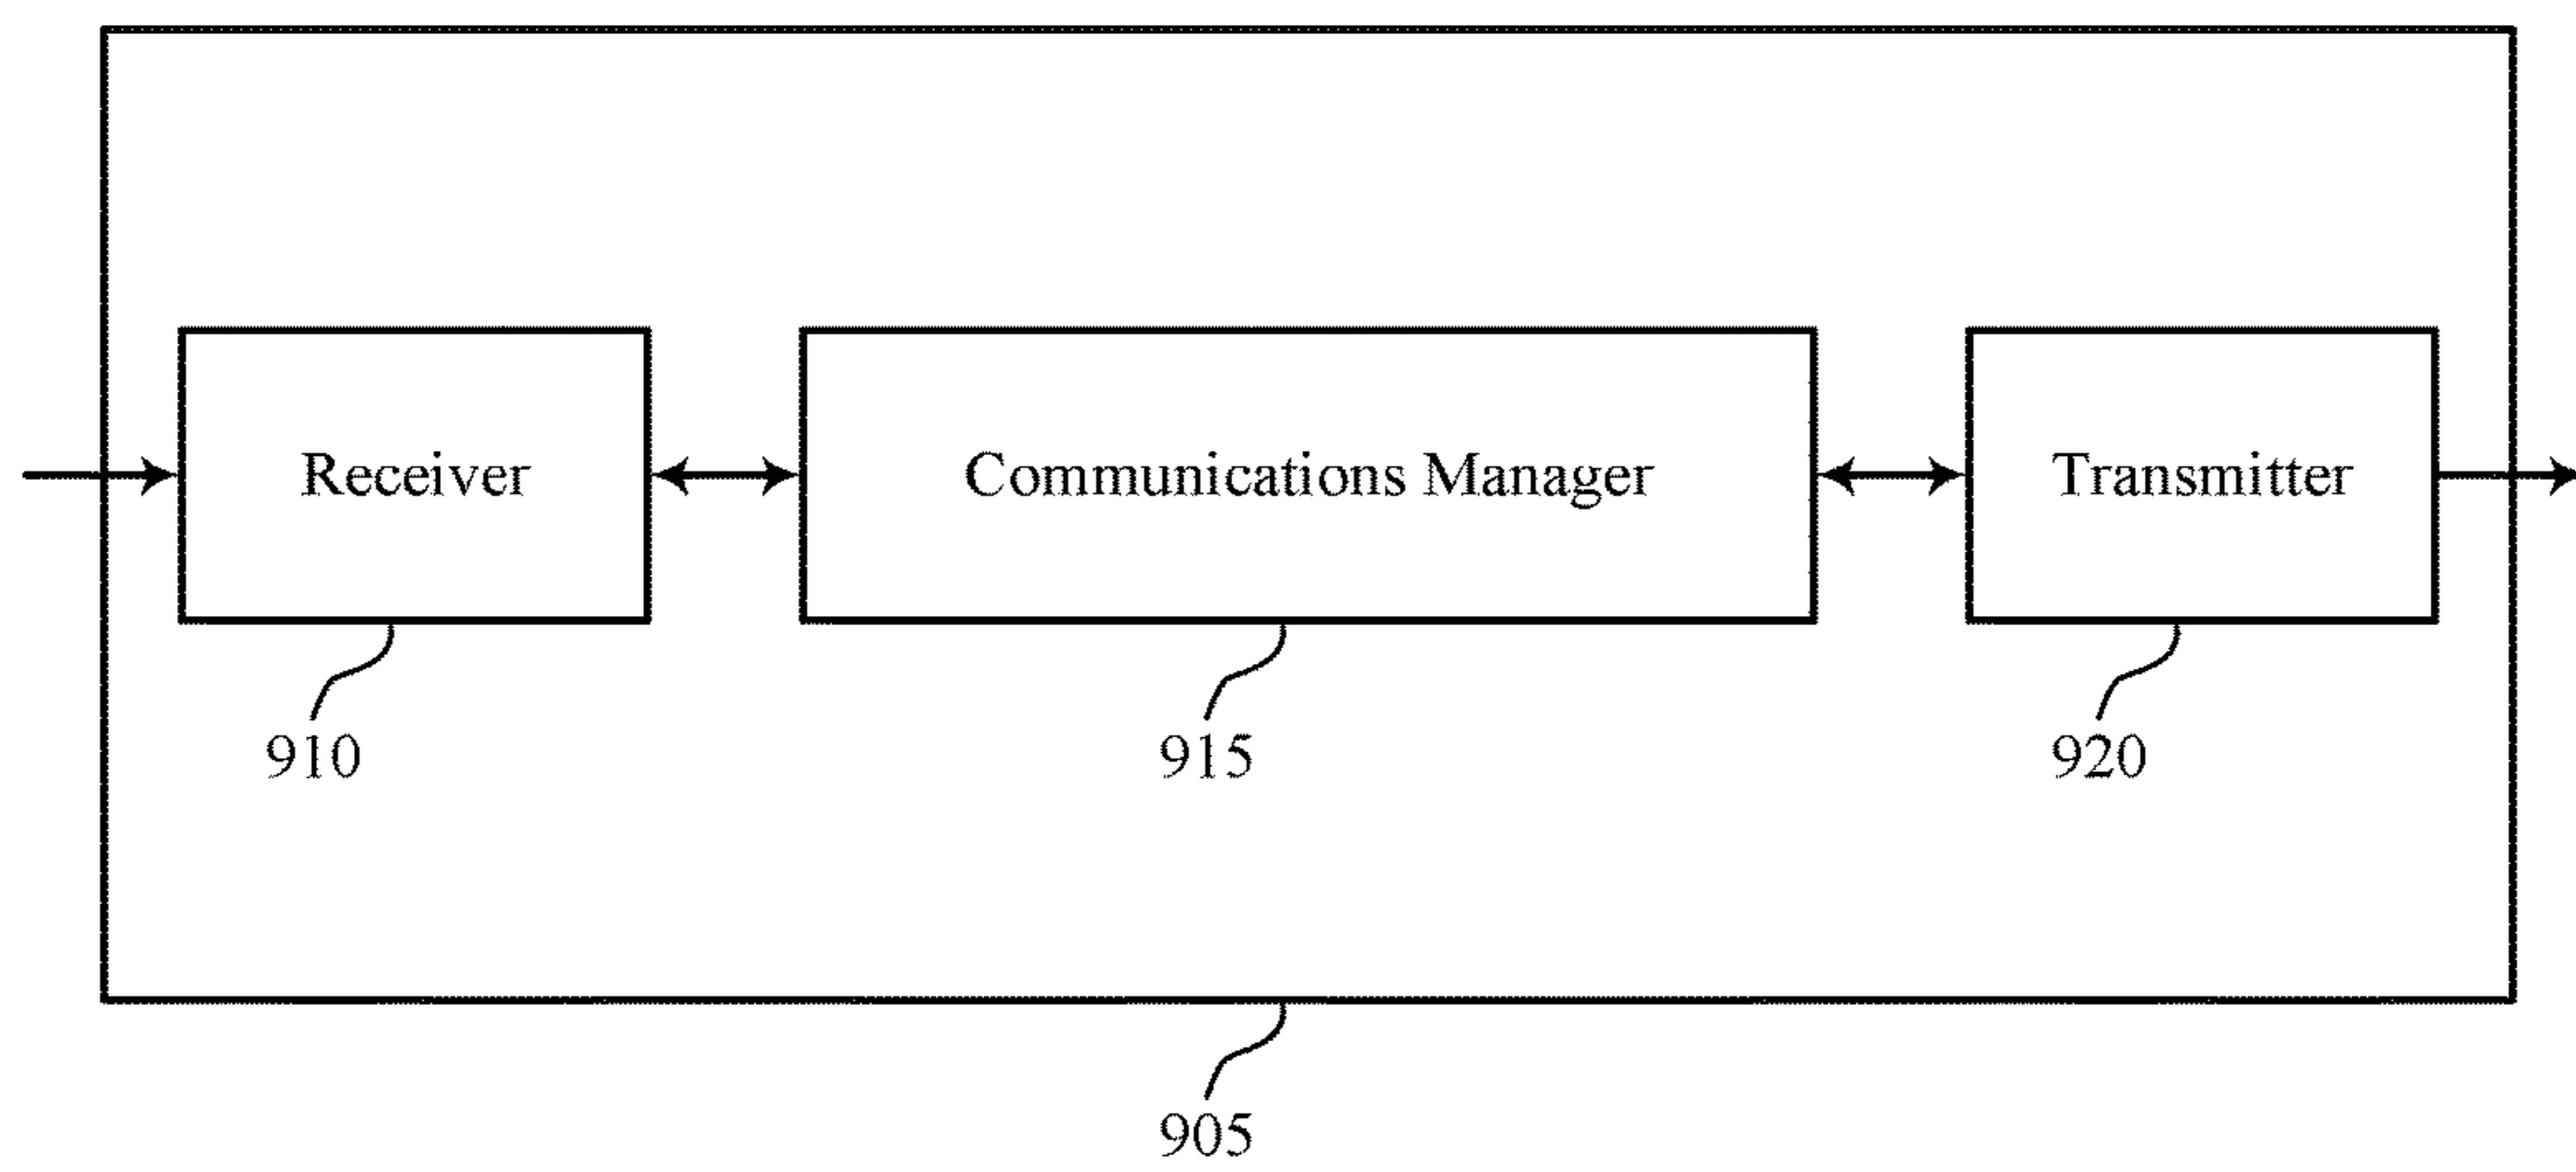 Receiver
Communications Manager
Transmitter
910
915
920
905